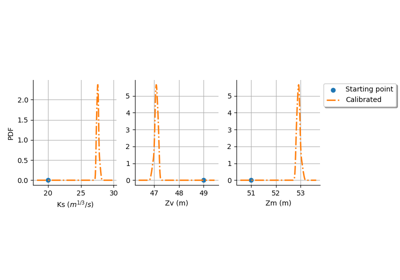 Starting point
Calibrated
PDF
2.0
1.5
1.0
0.5
0.0
20 25 30
Ks (m^{1/3}/s)
5
4
3
2
1
0
47 48 49
Zv (m)
5
4
3
2
1
0
51 52 53
Zm (m)